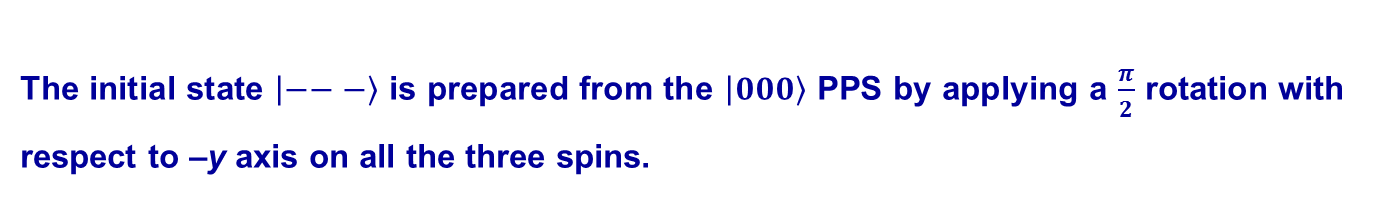 The initial state |−− −⟩ is prepared from the |000⟩ PPS by applying a π/2 rotation with
respect to –y axis on all the three spins.